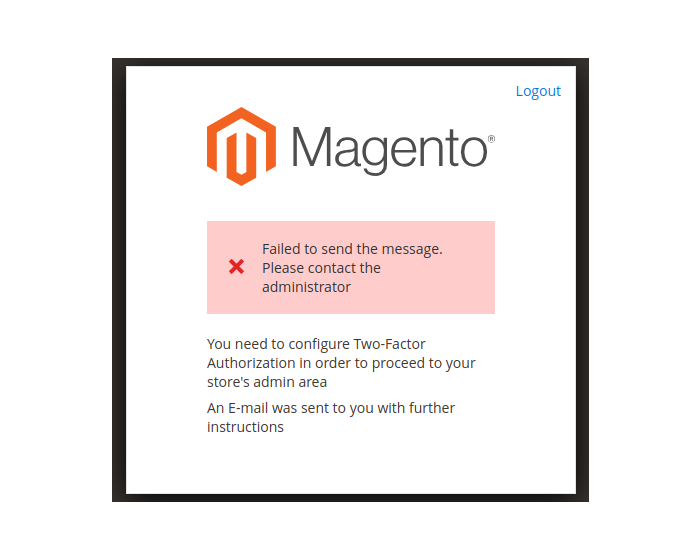 Logout
Magento®
Failed to send the message.
Please contact the
administrator
You need to configure Two-Factor
Authorization in order to proceed to your
store's admin area
An E-mail was sent to you with further
instructions